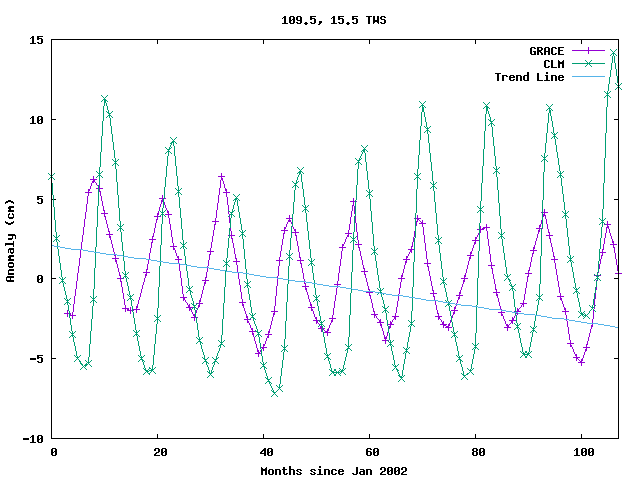 109.5, 15.5 TWS
15
GRACE
CLM
Trend Line
10
5
Anomaly (cm)
0
-5
-10
0 20 40 60 80 100
Months since Jan 2002